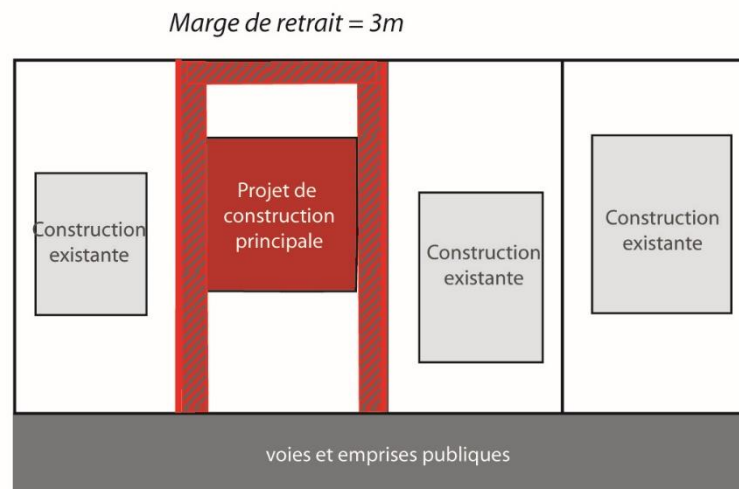 Marge de retrait = 3m
Projet de
construction
principale
Construction
existante
Construction
existante
Construction
existante
voies et emprises publiques